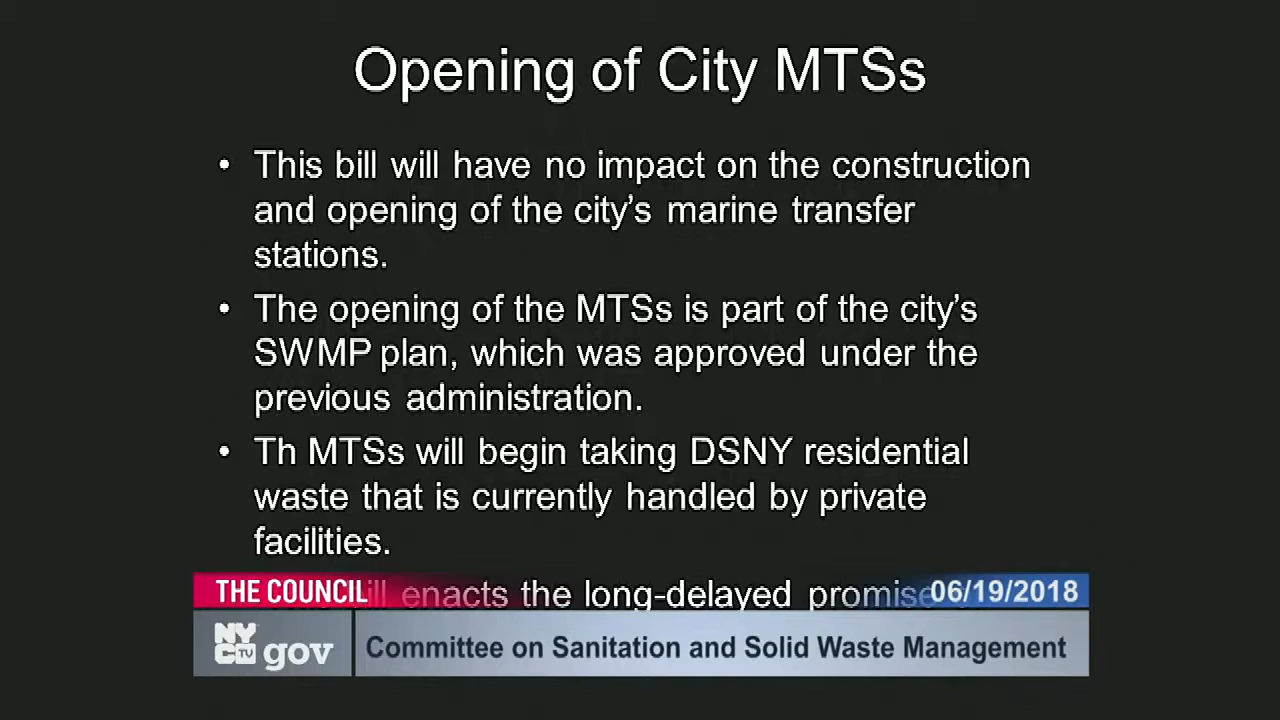 Opening of City MTSs
• This bill will have no impact on the construction
and opening of the city’s marine transfer
stations.
• The opening of the MTSs is part of the city’s
SWMP plan, which was approved under the
previous administration.
• Th MTSs will begin taking DSNY residential
waste that is currently handled by private
facilities.
THE COUNCIL enacts the long-delayed promise 06/19/2018
NYC TV gov Committee on Sanitation and Solid Waste Management